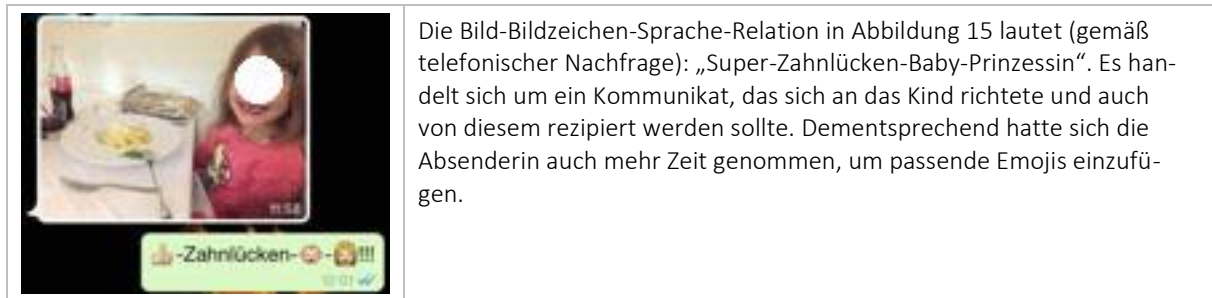 11:58
👍-Zahnlücken-👶-👸!!!
12:01
Die Bild-Bildzeichen-Sprache-Relation in Abbildung 15 lautet (gemäß
telefonischer Nachfrage): „Super-Zahnlücken-Baby-Prinzessin“. Es han-
delt sich um ein Kommunikat, das sich an das Kind richtete und auch
von diesem rezipiert werden sollte. Dementsprechend hatte sich die
Absenderin auch mehr Zeit genommen, um passende Emojis einzufü-
gen.